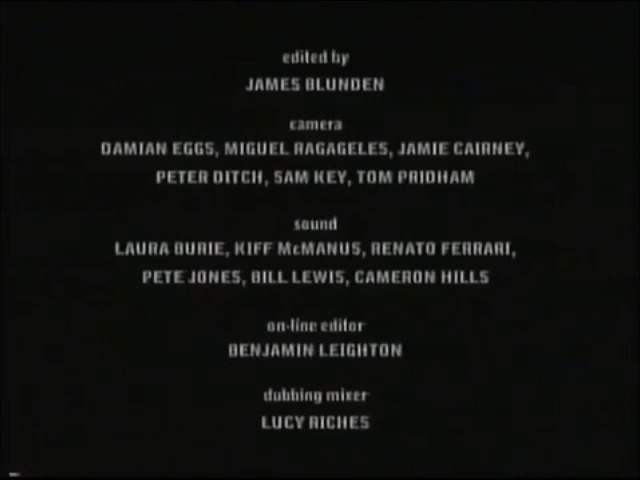 edited by
JAMES BLUNDEN
camera
DAMIAN EGGS, MIGUEL RAGAGELES, JAMIE CAIRNEY,
PETER DITCH, SAM KEY, TOM PRIDHAM
sound
LAURA BURIE, KIFF McMANUS, RENATO FERRARI,
PETE JONES, BILL LEWIS, CAMERON HILLS
on-line editor
BENJAMIN LEIGHTON
dubbing mixer
LUCY RICHES